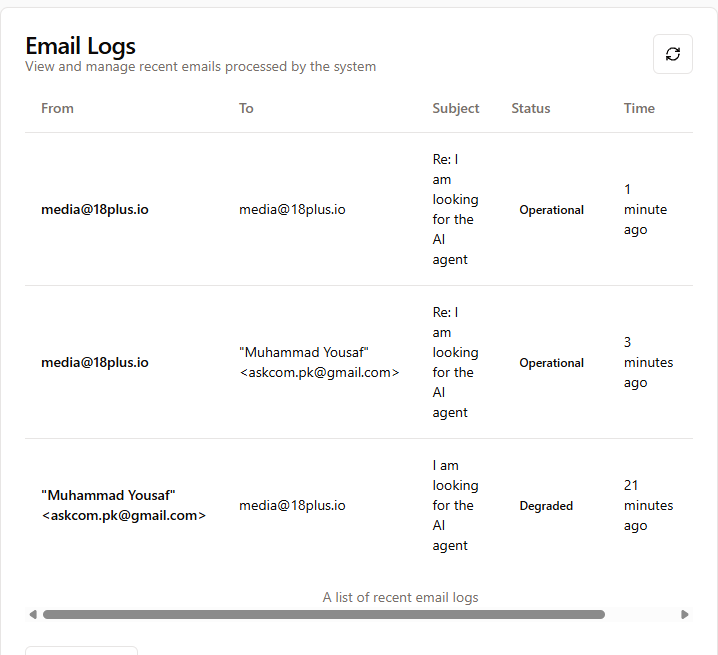 Email Logs
View and manage recent emails processed by the system
From To Subject Status Time
media@18plus.io media@18plus.io Re: I am looking for the AI agent Operational 1 minute ago
media@18plus.io "Muhammad Yousaf" <askcom.pk@gmail.com> Re: I am looking for the AI agent Operational 3 minutes ago
"Muhammad Yousaf" <askcom.pk@gmail.com> media@18plus.io I am looking for the AI agent Degraded 21 minutes ago
A list of recent email logs